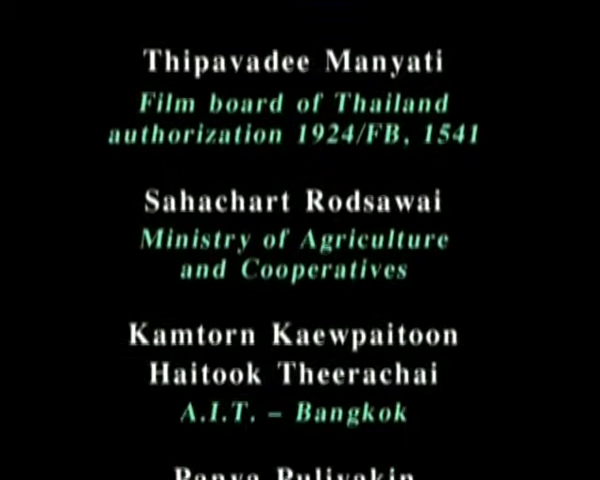 Thipavadee Manyati
Film board of Thailand
authorization 1924/FB, 1541
Sahachart Rodsawai
Ministry of Agriculture
and Cooperatives
Kamtorn Kaewpaitoon
Haitook Theerachai
A.I.T. – Bangkok